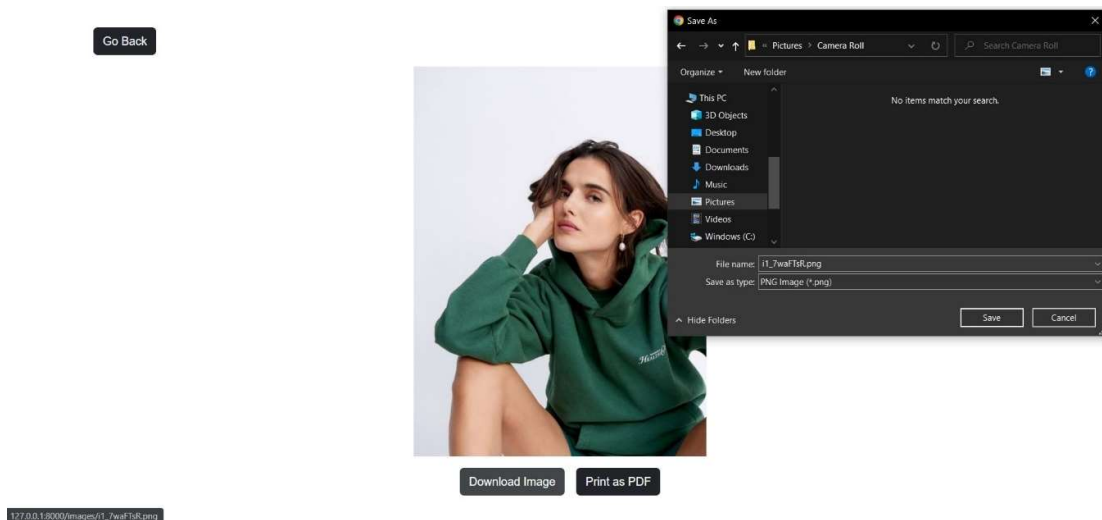 Go Back
Save As
« Pictures > Camera Roll
Search Camera Roll
Organize
New folder
This PC
3D Objects
Desktop
Documents
Downloads
Music
Pictures
Videos
Windows (C:)
No items match your search.
File name: i1_7waFTsR.png
Save as type: PNG Image (*.png)
Hide Folders
Save
Cancel
Download Image
Print as PDF
127.0.0.1:8000/images/i1_7waFTsR.png